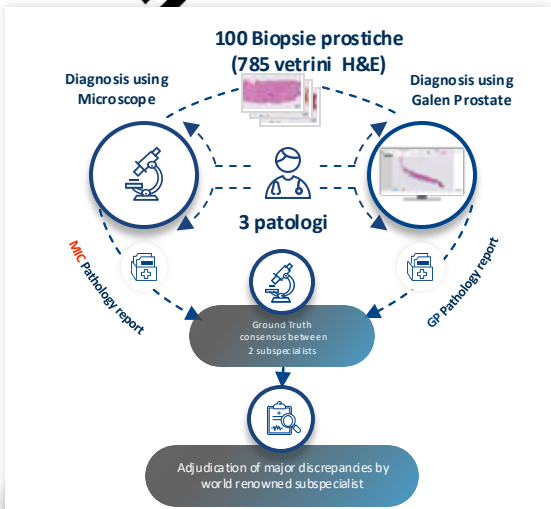 100 Biopsie prostiche
(785 vetrini H&E)
Diagnosis using
Microscope
Diagnosis using
Galen Prostate
3 patologi
MIC Pathology report
GP Pathology report
Ground Truth
consensus between
2 subspecialists
Adjudication of major discrepancies by
world renowned subspecialist